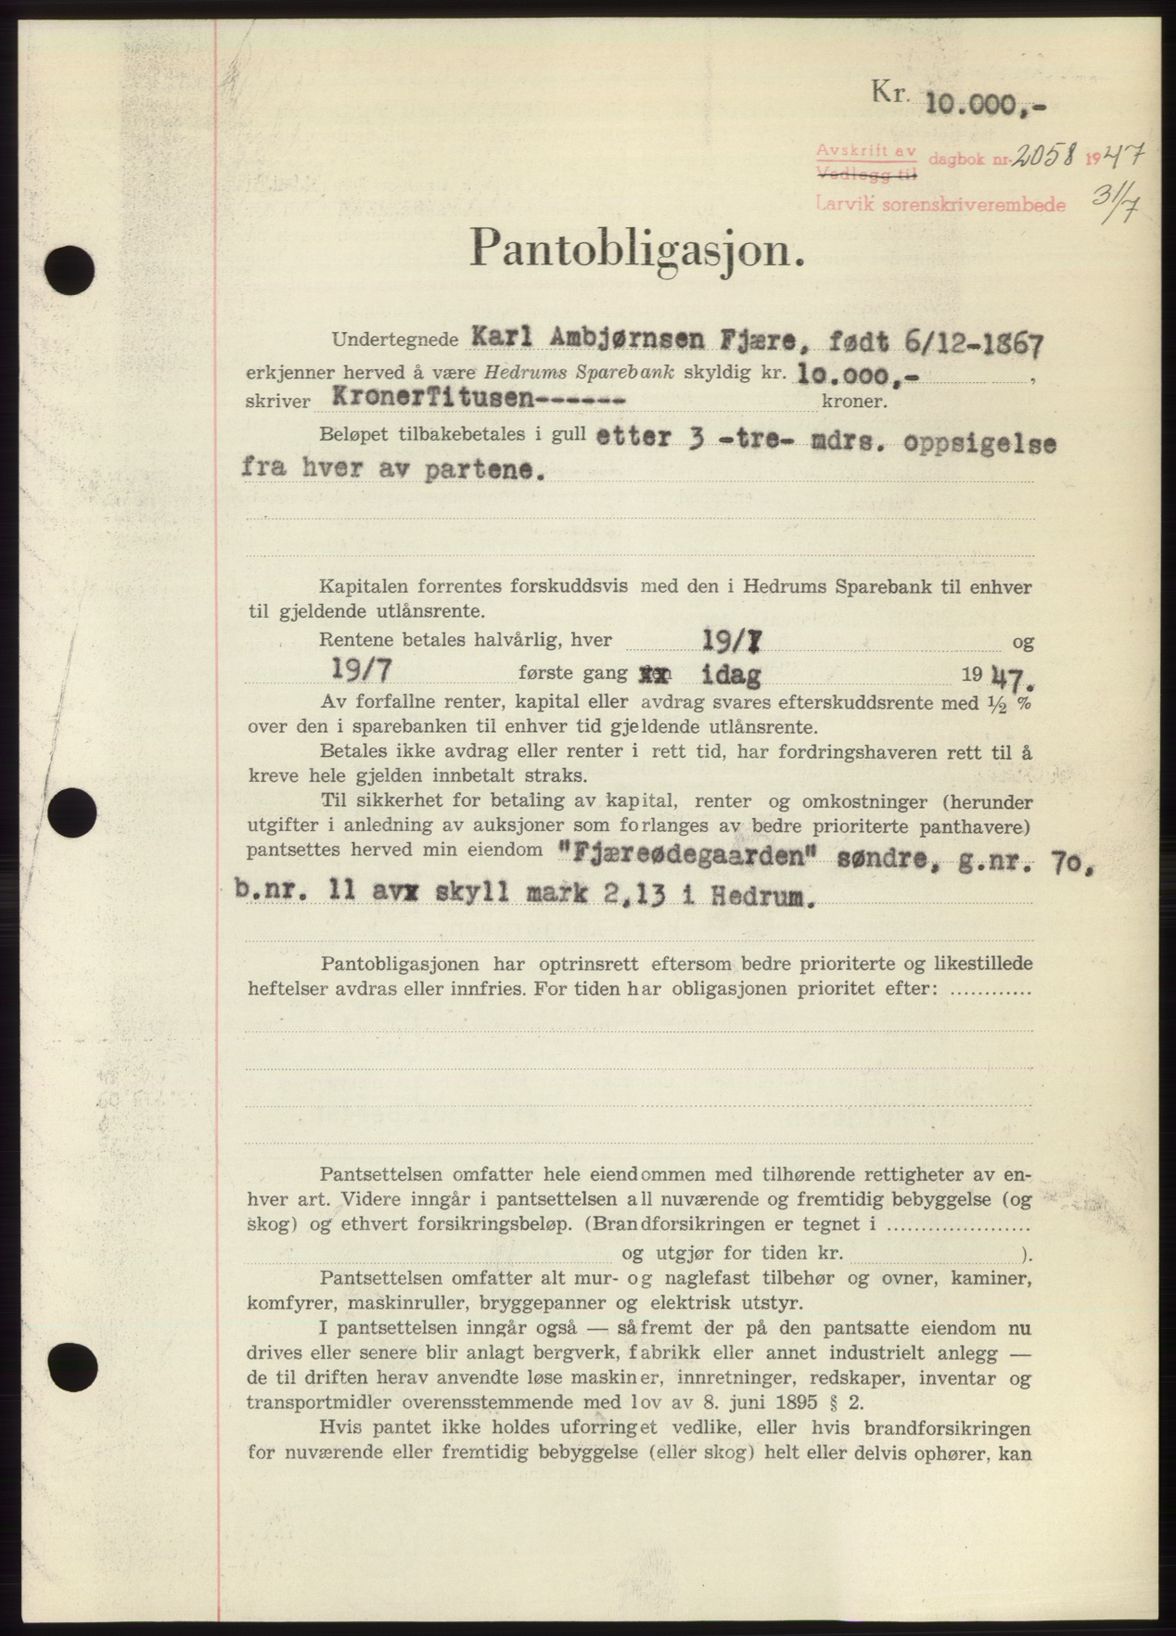 Kr. 10.000,-
Avskrift av
Vedlegg til
dagbok nr. 2058 1947
Larvik sorenskriverembede 31/7
Pantobligasjon.
Undertegnede Karl Ambjørnsen Fjære, født 6/12-1867
erkjenner herved å være Hedrums Sparebank skyldig kr. 10.000,- ,
skriver KronerTitusen------ kroner.
Beløpet tilbakebetales i gull etter 3 -tre- mdrs. oppsigelse
fra hver av partene.
Kapitalen forrentes forskuddsvis med den i Hedrums Sparebank til enhver
til gjeldende utlånsrente.
Rentene betales halvårlig, hver 19/1 og
19/7 første gang xx idag 19 47.
Av forfallne renter, kapital eller avdrag svares efterskuddsrente med ½ %
over den i sparebanken til enhver tid gjeldende utlånsrente.
Betales ikke avdrag eller renter i rett tid, har fordringshaveren rett til å
kreve hele gjelden innbetalt straks.
Til sikkerhet for betaling av kapital, renter og omkostninger (herunder
utgifter i anledning av auksjoner som forlanges av bedre prioriterte panthavere)
pantsettes herved min eiendom "Fjæreødegaarden" søndre, g.nr. 70,
b.nr. 11 avx skyll mark 2,13 i Hedrum.
Pantobligasjonen har optrinsrett eftersom bedre prioriterte og likestillede
heftelser avdras eller innfries. For tiden har obligasjonen prioritet efter: ............
Pantsettelsen omfatter hele eiendommen med tilhørende rettigheter av en-
hver art. Videre inngår i pantsettelsen all nuværende og fremtidig bebyggelse (og
skog) og ethvert forsikringsbeløp. (Brandforsikringen er tegnet i .....................
og utgjør for tiden kr. ).
Pantsettelsen omfatter alt mur- og naglefast tilbehør og ovner, kaminer,
komfyrer, maskinruller, bryggepanner og elektrisk utstyr.
I pantsettelsen inngår også — såfremt der på den pantsatte eiendom nu
drives eller senere blir anlagt bergverk, fabrikk eller annet industrielt anlegg —
de til driften herav anvendte løse maskiner, innretninger, redskaper, inventar og
transportmidler overensstemmende med lov av 8. juni 1895 § 2.
Hvis pantet ikke holdes uforringet vedlike, eller hvis brandforsikringen
for nuværende eller fremtidig bebyggelse (eller skog) helt eller delvis ophører, kan